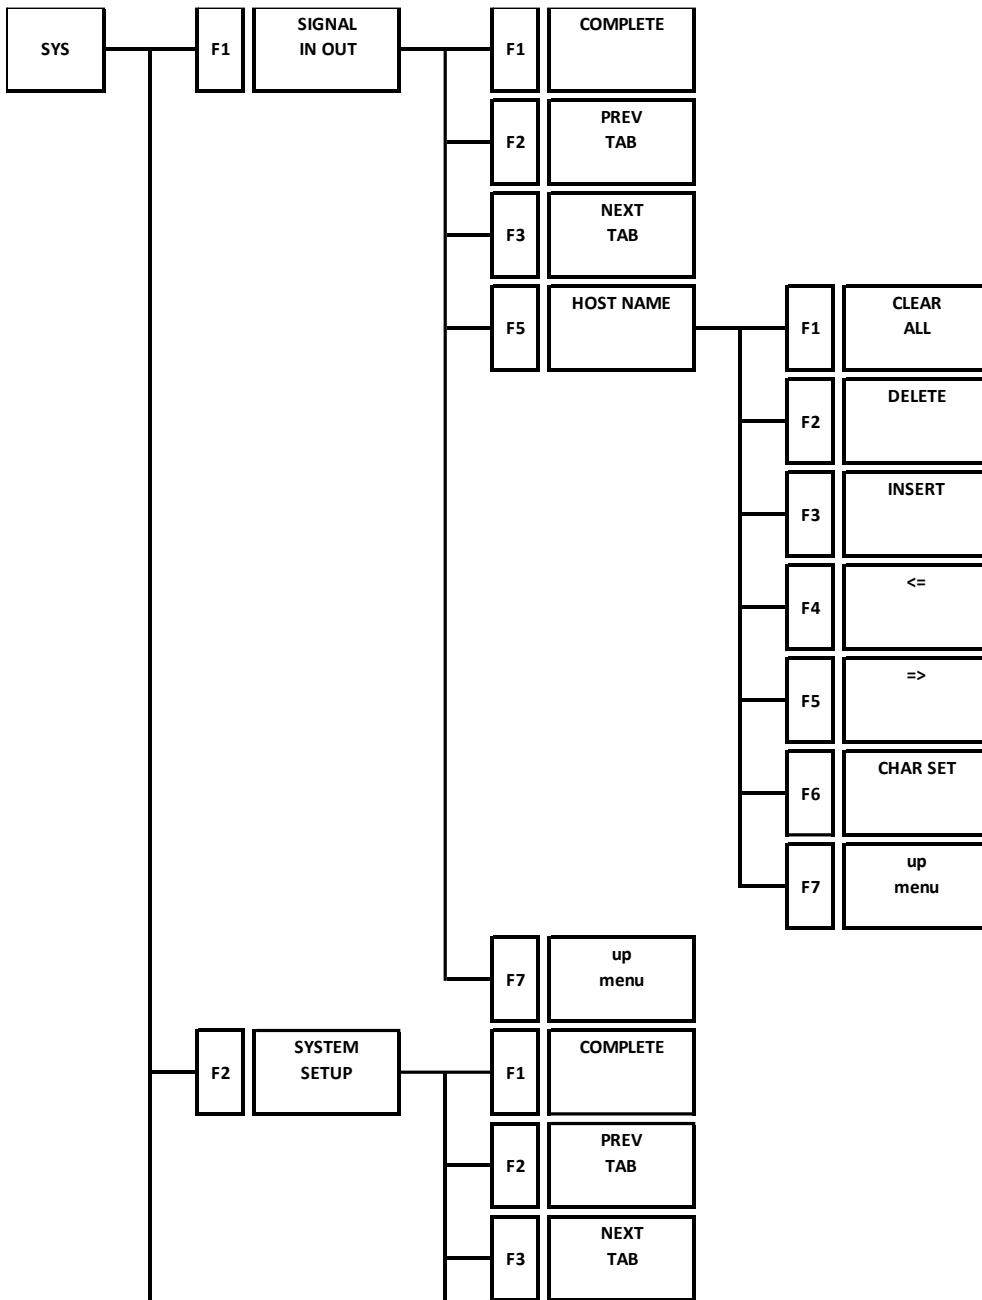 SYS
F1
SIGNAL
IN OUT
F1
COMPLETE
F2
PREV
TAB
F3
NEXT
TAB
F5
HOST NAME
F1
CLEAR
ALL
F2
DELETE
F3
INSERT
F4
<=
F5
=>
F6
CHAR SET
F7
up
menu
F7
up
menu
F2
SYSTEM
SETUP
F1
COMPLETE
F2
PREV
TAB
F3
NEXT
TAB